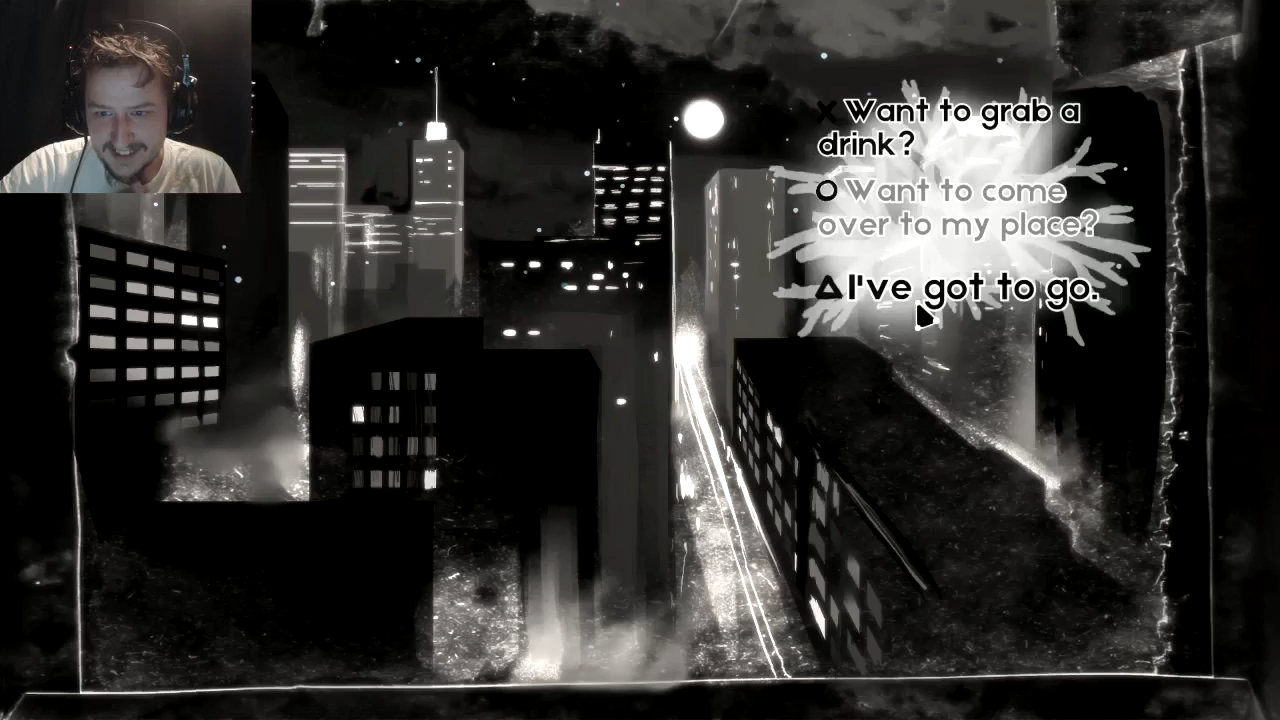 X Want to grab a
drink?
O Want to come
over to my place?
△ I've got to go.